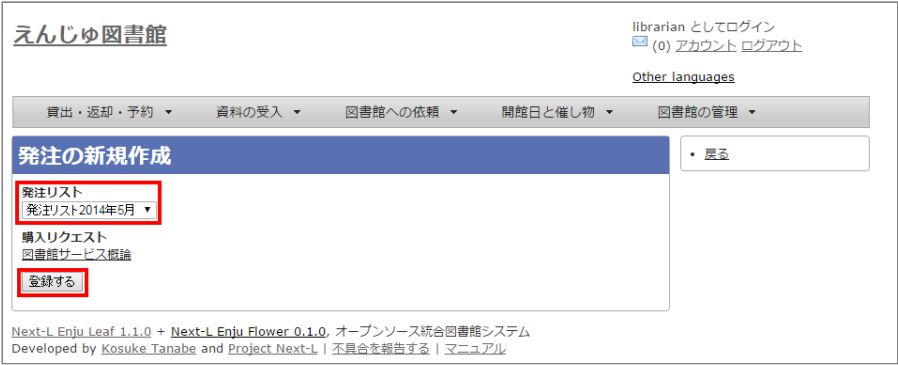 えんじゅ図書館
librarian としてログイン
(0) アカウント ログアウト
Other languages
貸出・返却・予約 ▼ 資料の受入 ▼ 図書館への依頼 ▼ 開館日と催し物 ▼ 図書館の管理 ▼
発注の新規作成
• 戻る
発注リスト
発注リスト2014年5月 ▼
購入リクエスト
図書館サービス概論
登録する
Next-L Enju Leaf 1.1.0 + Next-L Enju Flower 0.1.0, オープンソース統合図書館システム
Developed by Kosuke Tanabe and Project Next-L | 不具合を報告する | マニュアル